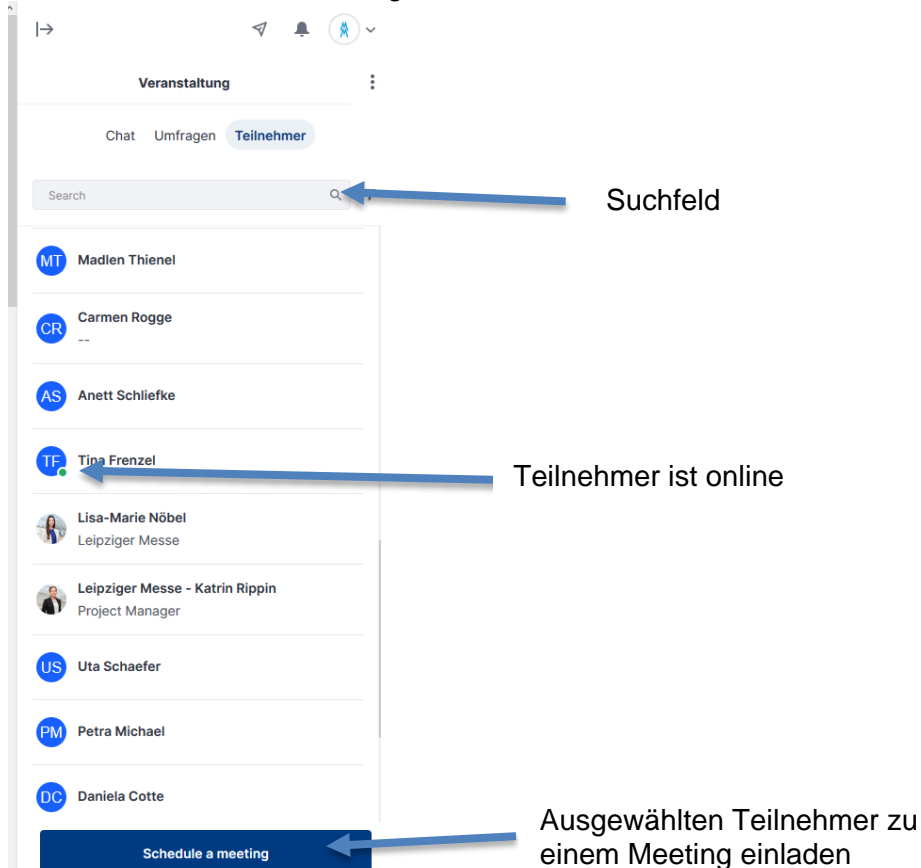 Veranstaltung
Chat Umfragen Teilnehmer
Search
Suchfeld
MT Madlen Thienel
CR Carmen Rogge
--
AS Anett Schliefke
TF Tina Frenzel
Teilnehmer ist online
Lisa-Marie Nöbel
Leipziger Messe
Leipziger Messe - Katrin Rippin
Project Manager
US Uta Schaefer
PM Petra Michael
DC Daniela Cotte
Ausgewählten Teilnehmer zu
einem Meeting einladen
Schedule a meeting